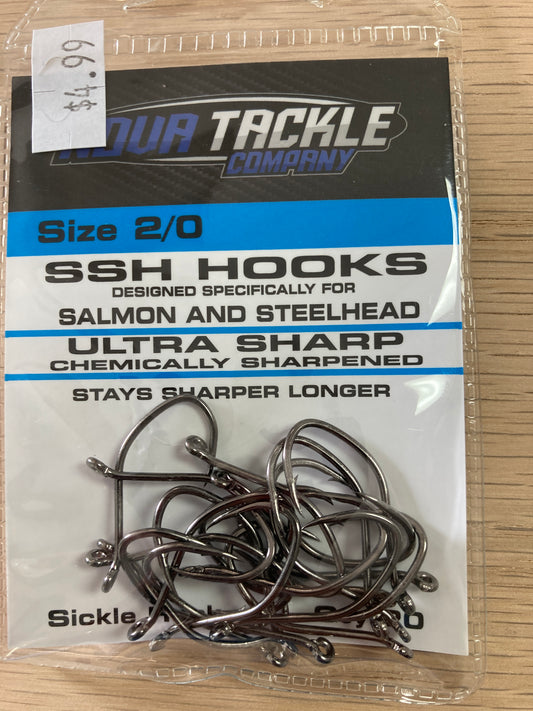 $4.99
AQUA TACKLE
COMPANY
Size 2/0
SSH HOOKS
DESIGNED SPECIFICALLY FOR
SALMON AND STEELHEAD
ULTRA SHARP
CHEMICALLY SHARPENED
STAYS SHARPER LONGER
Sickle